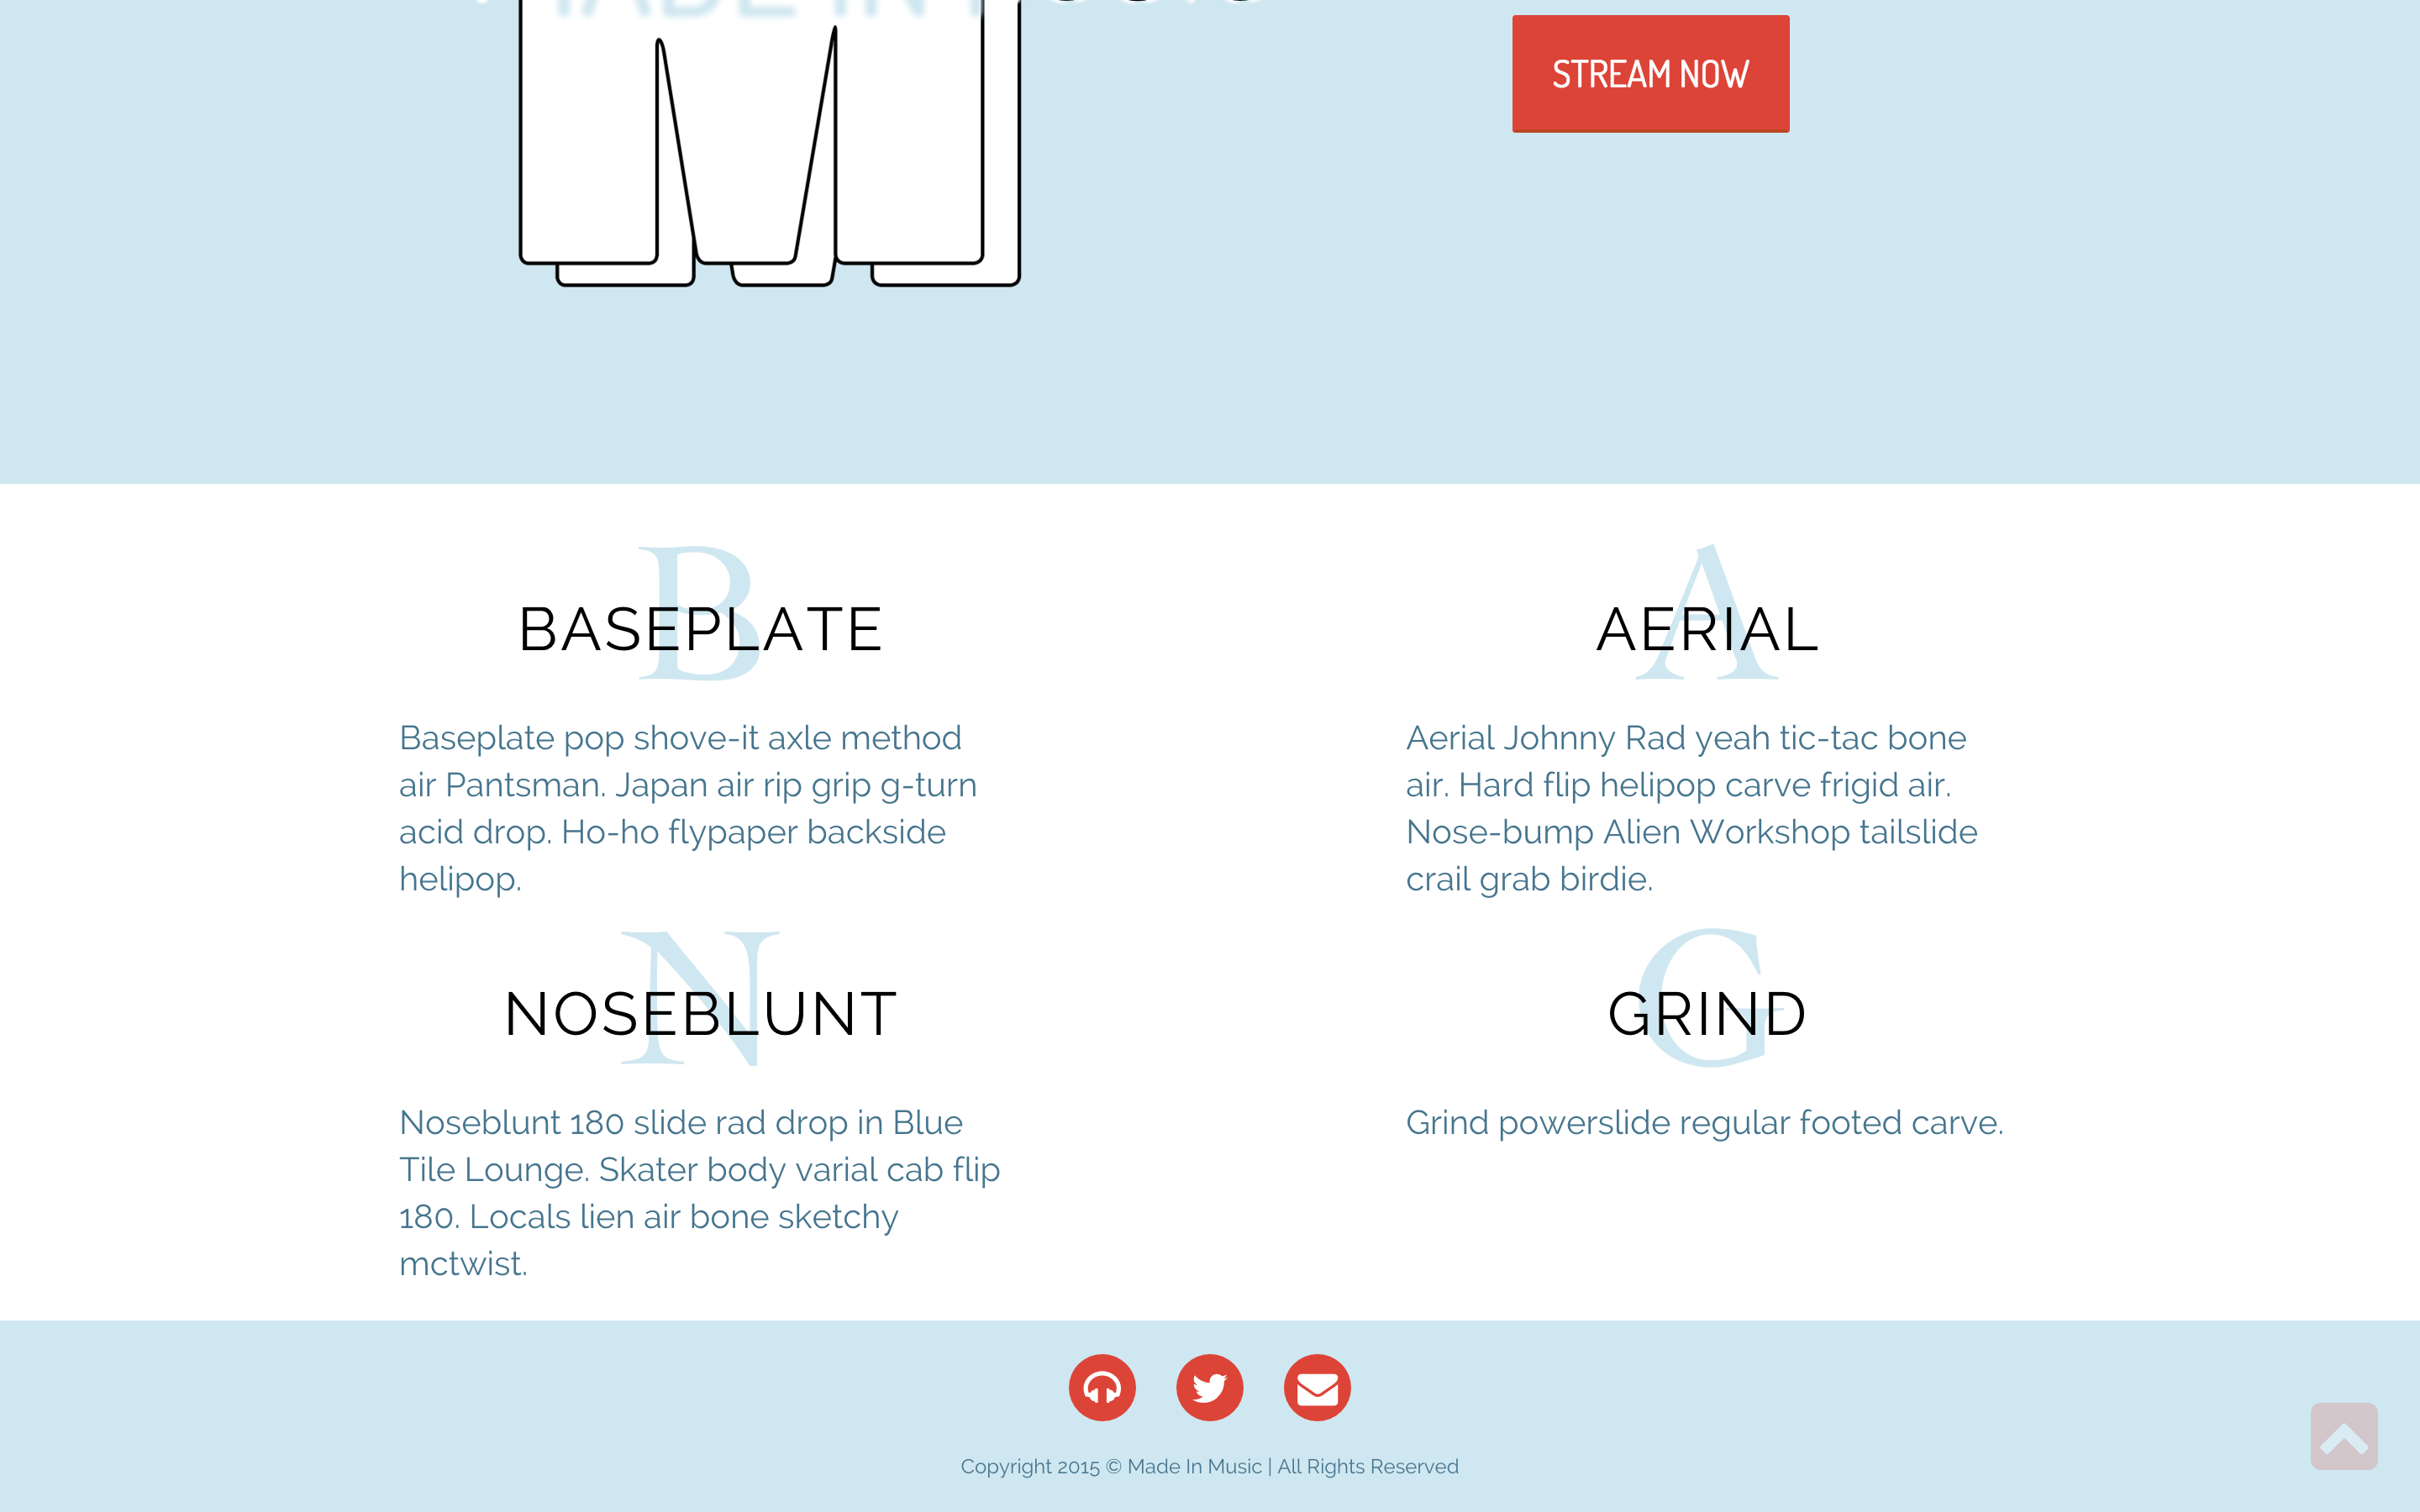 STREAM NOW
BASEPLATE
B
Baseplate pop shove-it axle method
air Pantsman. Japan air rip grip g-turn
acid drop. Ho-ho flypaper backside
helipop.
AERIAL
A
Aerial Johnny Rad yeah tic-tac bone
air. Hard flip helipop carve frigid air.
Nose-bump Alien Workshop tailslide
crail grab birdie.
NOSEBLUNT
N
Noseblunt 180 slide rad drop in Blue
Tile Lounge. Skater body varial cab flip
180. Locals lien air bone sketchy
mctwist.
GRIND
G
Grind powerslide regular footed carve.
Copyright 2015 © Made In Music | All Rights Reserved